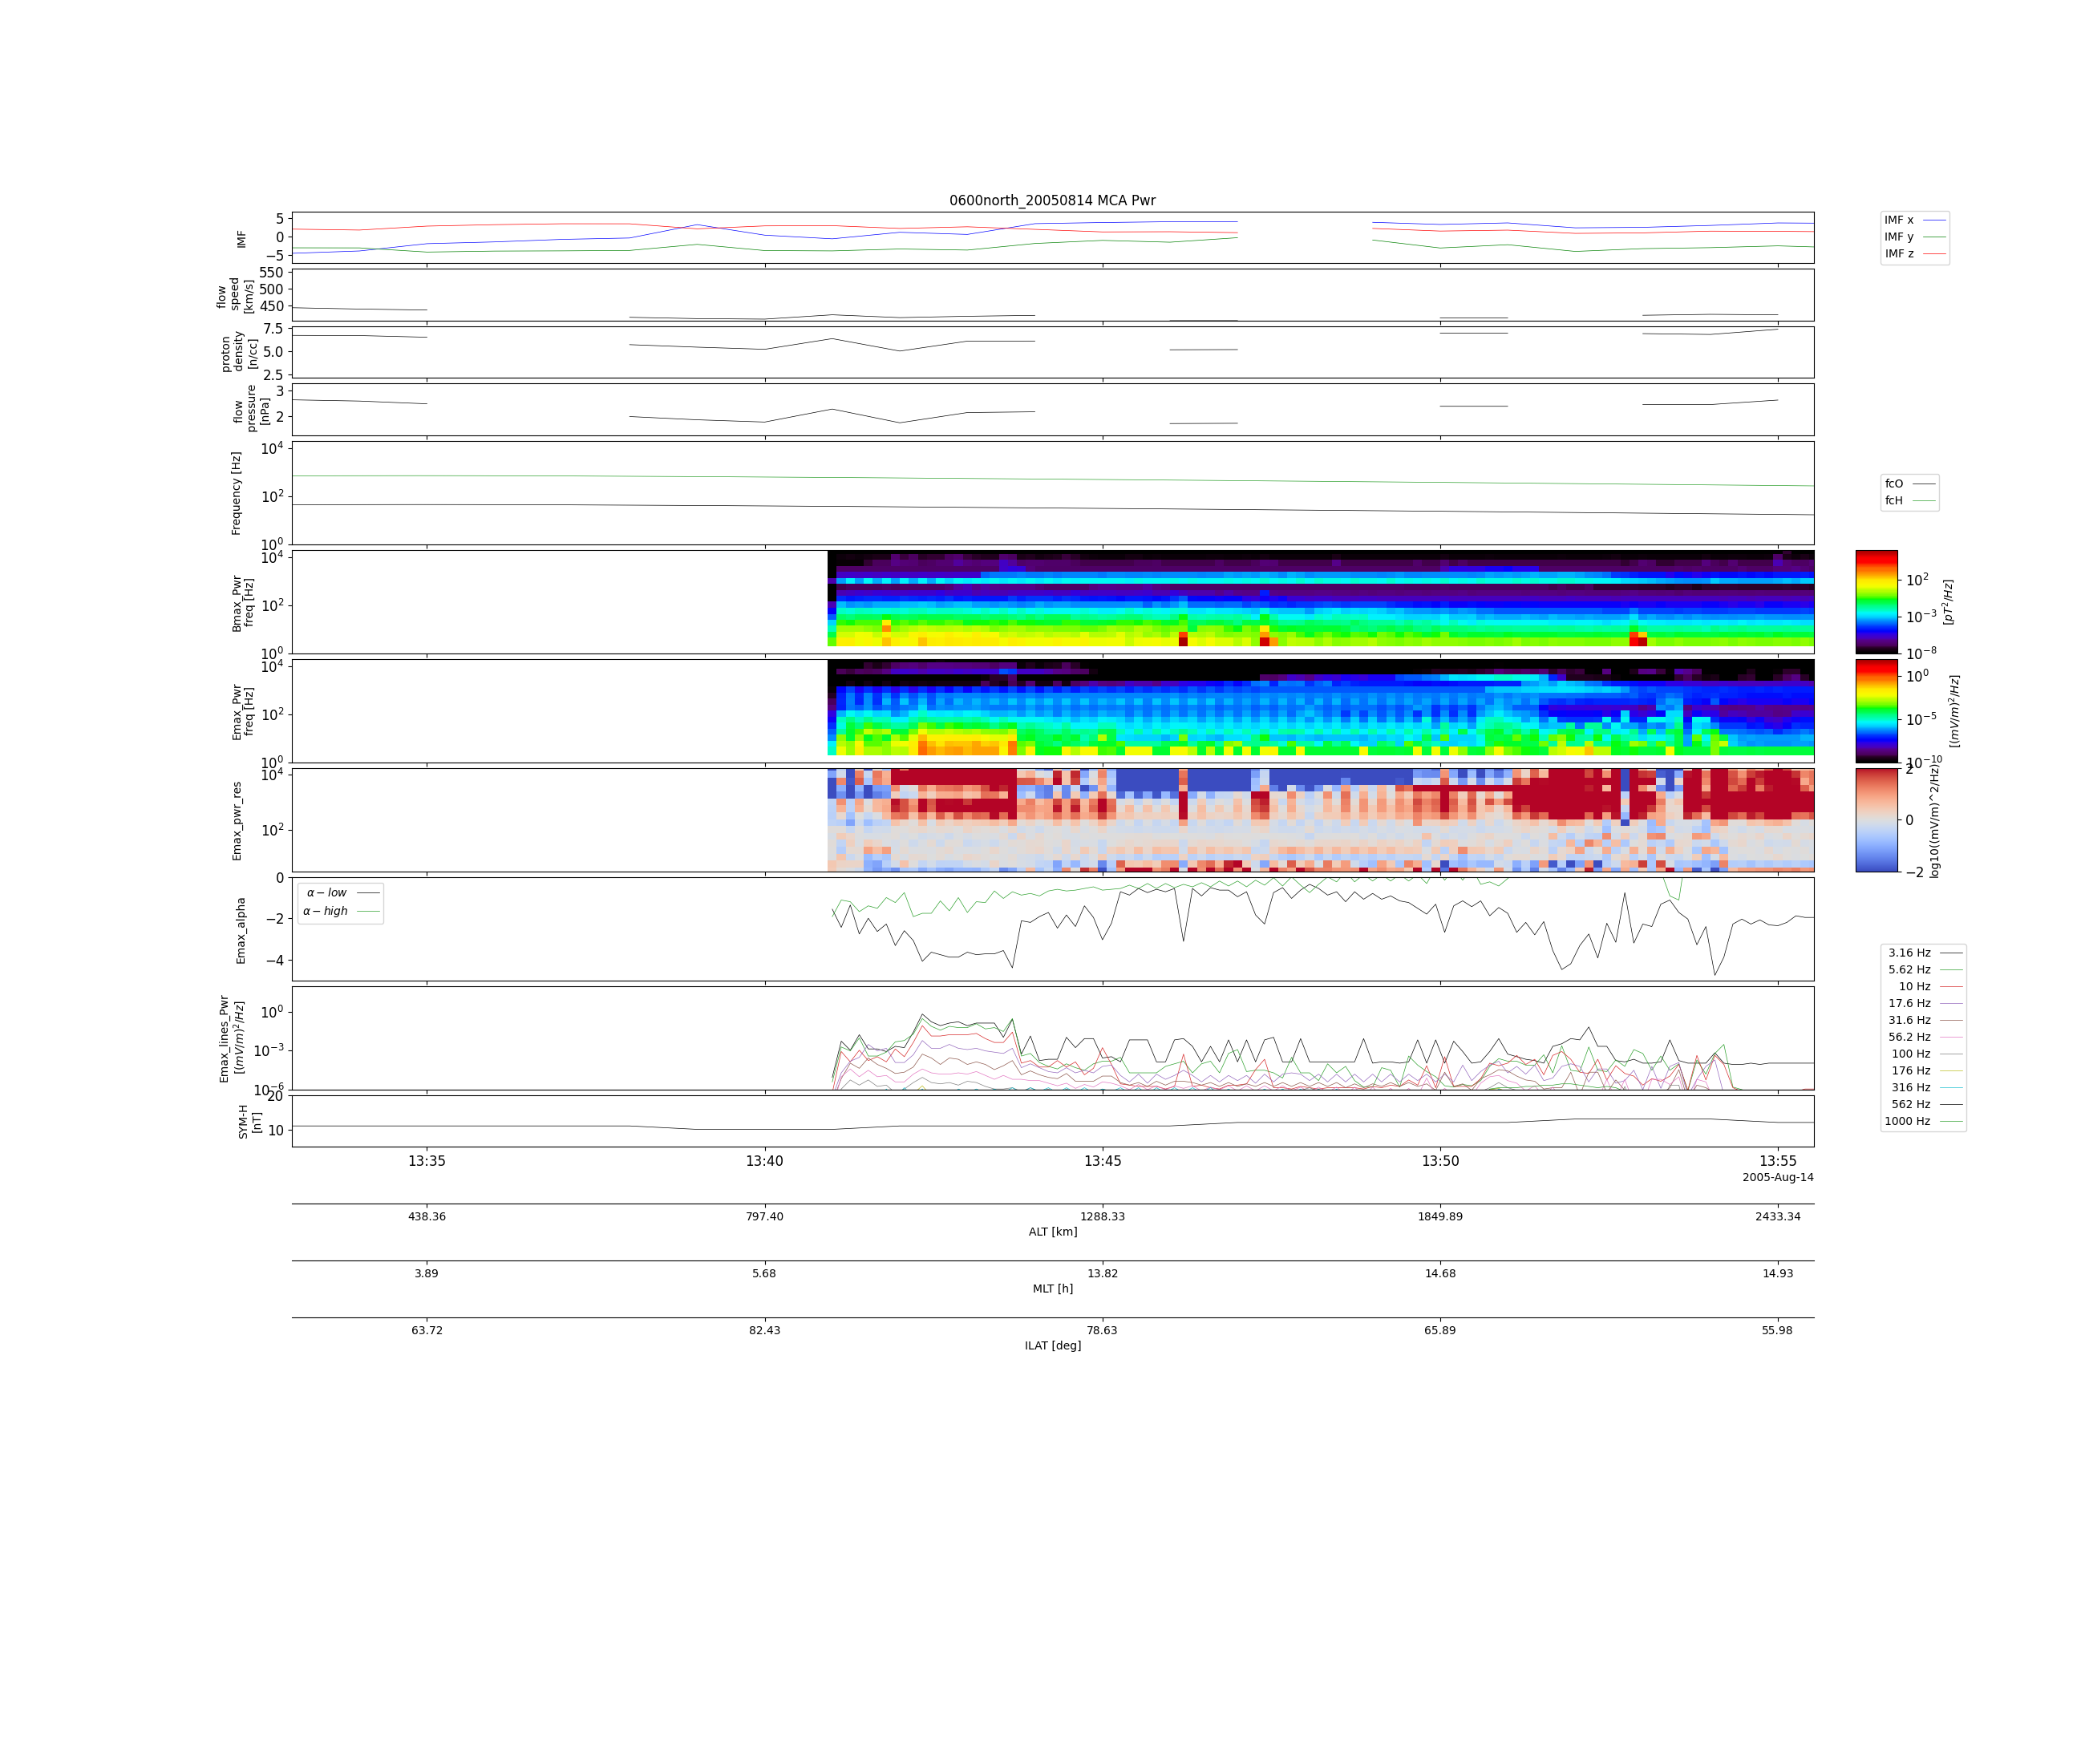 0600north_20050814 MCA Pwr
IMF
5
0
−5
IMF x
IMF y
IMF z
flow
speed
[km/s]
550
500
450
proton
density
[n/cc]
7.5
5.0
2.5
flow
pressure
[nPa]
3
2
Frequency [Hz]
10^4
10^2
10^0
fcO
fcH
Bmax_Pwr
freq [Hz]
10^4
10^2
10^0
10^2
10^−3
10^−8
[pT^2/Hz]
Emax_Pwr
freq [Hz]
10^4
10^2
10^0
10^0
10^−5
10^−10
[(mV/m)^2/Hz]
Emax_pwr_res
10^4
10^2
2
0
−2
log10((mV/m)^2/Hz)
Emax_alpha
0
−2
−4
α − low
α − high
Emax_lines_Pwr
[(mV/m)^2/Hz]
10^0
10^−3
10^−6
3.16 Hz
5.62 Hz
10 Hz
17.6 Hz
31.6 Hz
56.2 Hz
100 Hz
176 Hz
316 Hz
562 Hz
1000 Hz
SYM-H
[nT]
20
10
13:35 13:40 13:45 13:50 13:55
2005-Aug-14
438.36 797.40 1288.33 1849.89 2433.34
ALT [km]
3.89 5.68 13.82 14.68 14.93
MLT [h]
63.72 82.43 78.63 65.89 55.98
ILAT [deg]